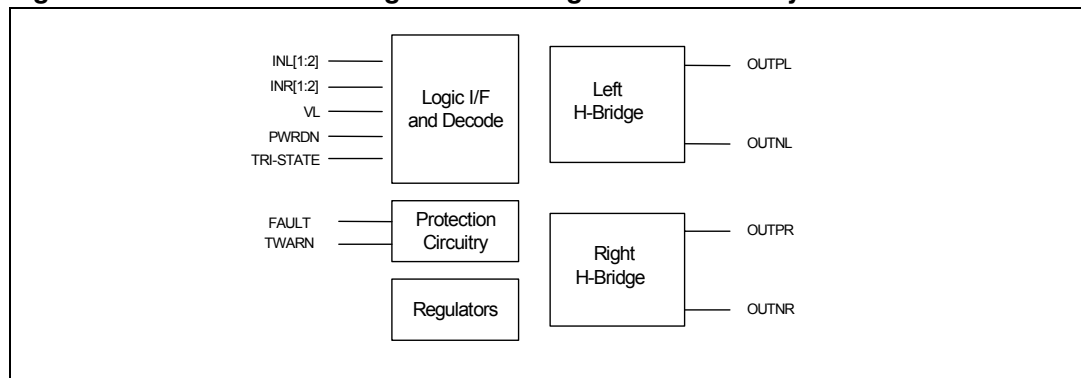 INL[1:2]
INR[1:2]
VL
PWRDN
TRI-STATE
Logic I/F
and Decode
FAULT
TWARN
Protection
Circuitry
Regulators
Left
H-Bridge
OUTPL
OUTNL
Right
H-Bridge
OUTPR
OUTNR